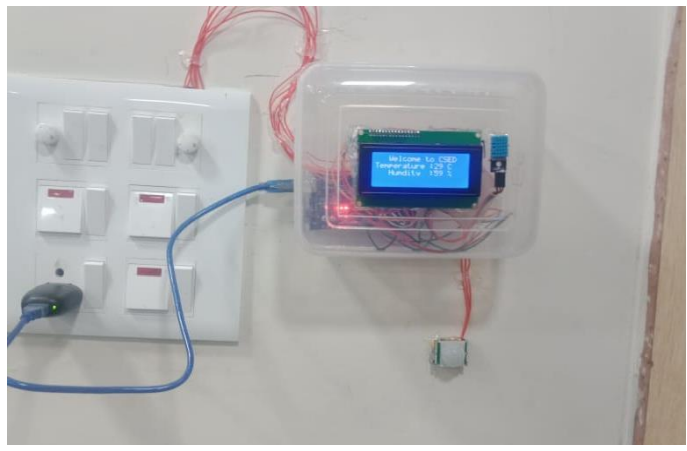 Welcome to CSED
Temperature :29 C
Humdity :59 %